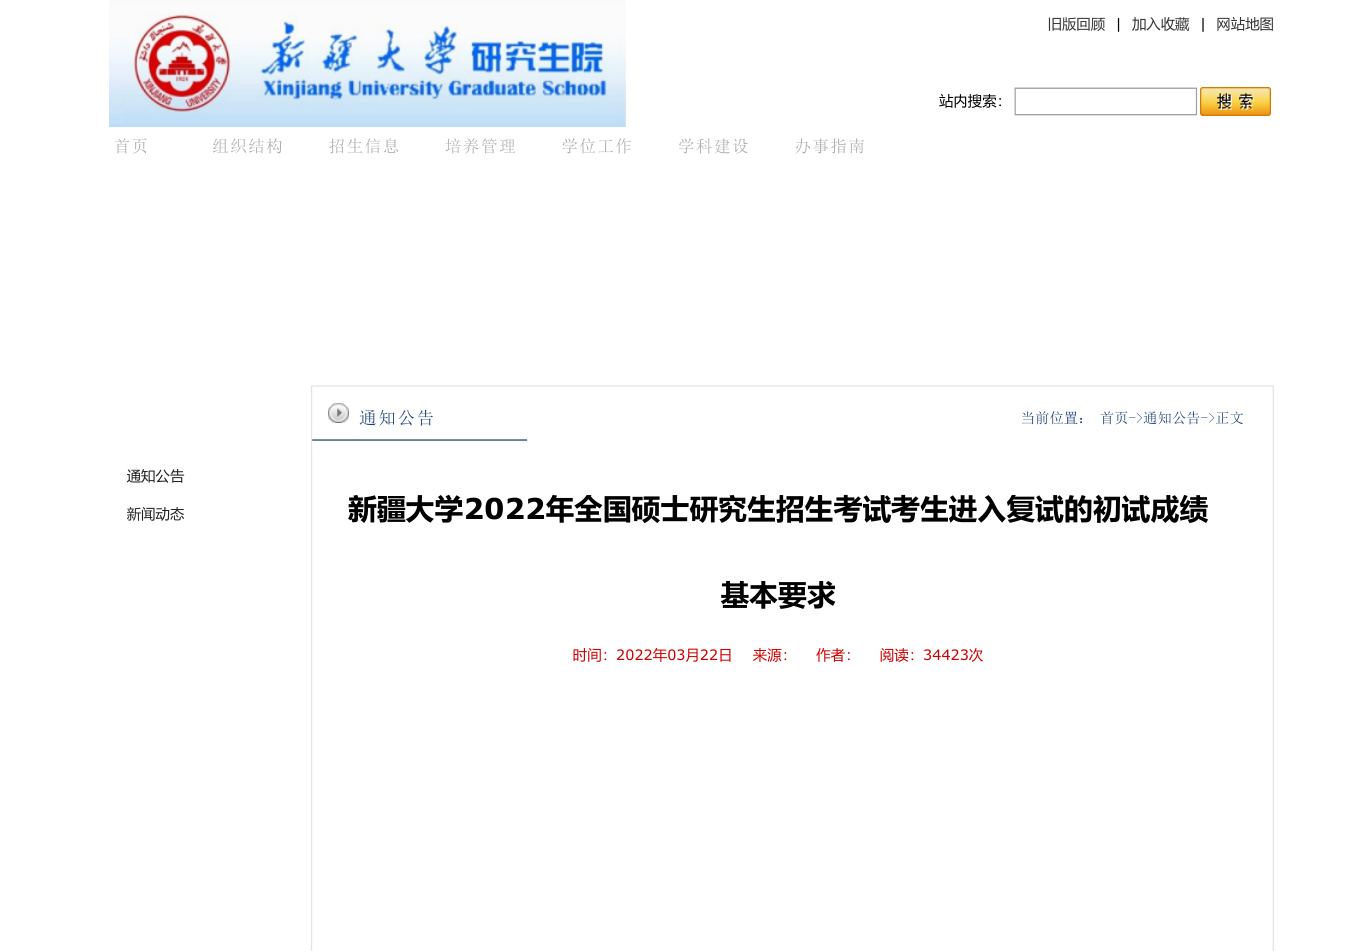 新疆大学研究生院
Xinjiang University Graduate School
XINJIANG UNIVERSITY
旧版回顾 | 加入收藏 | 网站地图
站内搜索：
搜 索
首页 组织结构 招生信息 培养管理 学位工作 学科建设 办事指南
通知公告
当前位置： 首页->通知公告->正文
通知公告
新闻动态
新疆大学2022年全国硕士研究生招生考试考生进入复试的初试成绩
基本要求
时间：2022年03月22日 来源： 作者： 阅读：34423次